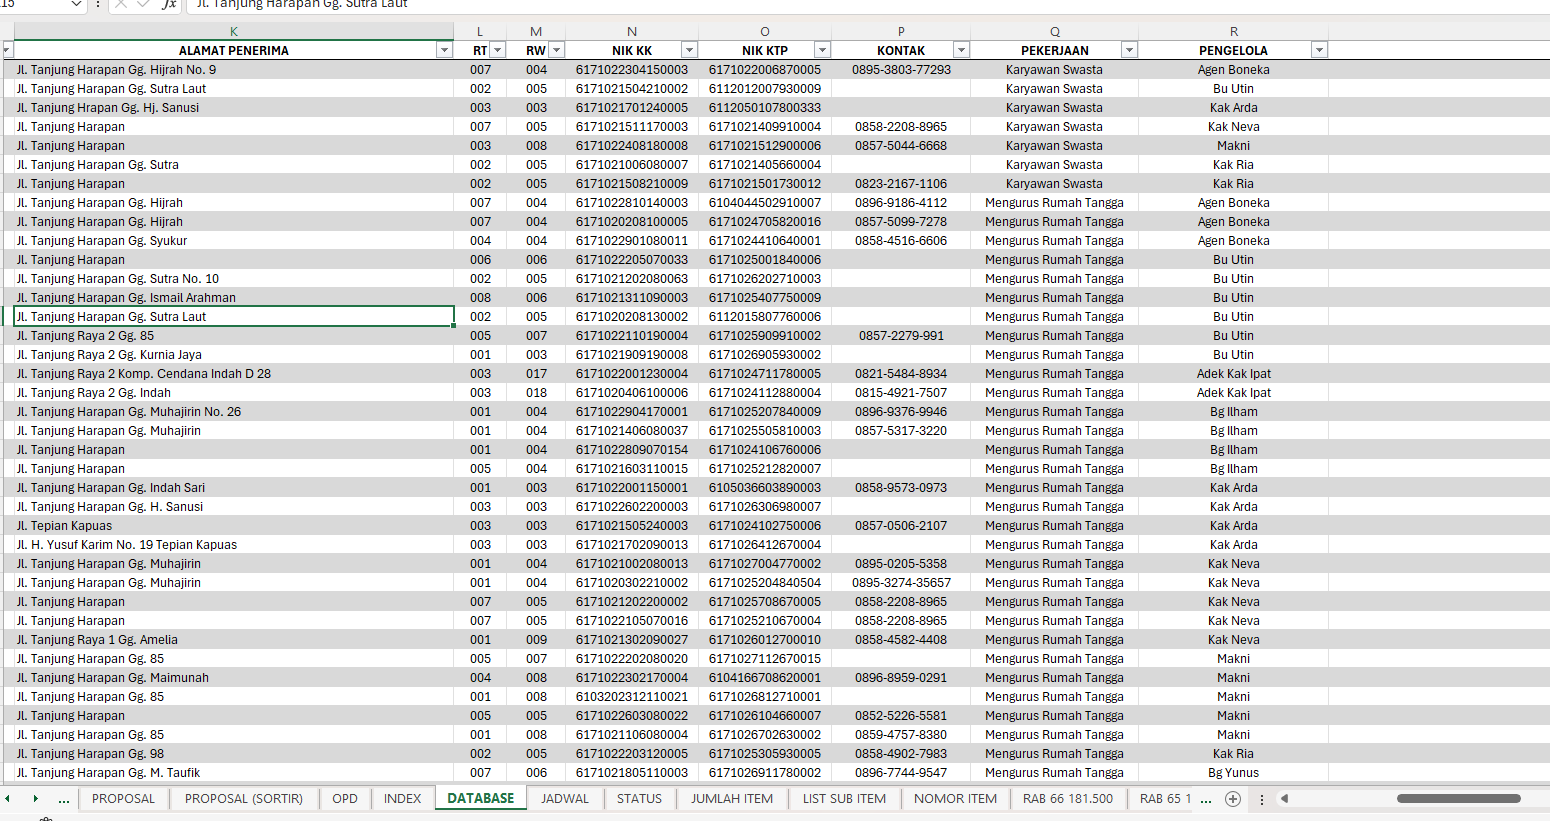 15 fx Jl. Tanjung Harapan Gg. Sutra Laut
K L M N O P Q R
ALAMAT PENERIMA RT RW NIK KK NIK KTP KONTAK PEKERJAAN PENGELOLA
Jl. Tanjung Harapan Gg. Hijrah No. 9 007 004 6171022304150003 6171022006870005 0895-3803-77293 Karyawan Swasta Agen Boneka
Jl. Tanjung Harapan Gg. Sutra Laut 002 005 6171021504210002 6112012007930009 Karyawan Swasta Bu Utin
Jl. Tanjung Hrapan Gg. Hj. Sanusi 003 003 6171021701240005 6112050107800333 Karyawan Swasta Kak Arda
Jl. Tanjung Harapan 007 005 6171021511170003 6171021409910004 0858-2208-8965 Karyawan Swasta Kak Neva
Jl. Tanjung Harapan 003 008 6171022408180008 6171021512900006 0857-5044-6668 Karyawan Swasta Makni
Jl. Tanjung Harapan Gg. Sutra 002 005 6171021006080007 6171021405660004 Karyawan Swasta Kak Ria
Jl. Tanjung Harapan 002 005 6171021508210009 6171021501730012 0823-2167-1106 Karyawan Swasta Kak Ria
Jl. Tanjung Harapan Gg. Hijrah 007 004 6171022810140003 6104044502910007 0896-9186-4112 Mengurus Rumah Tangga Agen Boneka
Jl. Tanjung Harapan Gg. Hijrah 007 004 6171020208100005 6171024705820016 0857-5099-7278 Mengurus Rumah Tangga Agen Boneka
Jl. Tanjung Harapan Gg. Syukur 004 004 6171022901080011 6171024410640001 0858-4516-6606 Mengurus Rumah Tangga Agen Boneka
Jl. Tanjung Harapan 006 006 6171022205070033 6171025001840006 Mengurus Rumah Tangga Bu Utin
Jl. Tanjung Harapan Gg. Sutra No. 10 002 005 6171021202080063 6171026202710003 Mengurus Rumah Tangga Bu Utin
Jl. Tanjung Harapan Gg. Ismail Arahman 008 006 6171021311090003 6171025407750009 Mengurus Rumah Tangga Bu Utin
Jl. Tanjung Harapan Gg. Sutra Laut 002 005 6171020208130002 6112015807760006 Mengurus Rumah Tangga Bu Utin
Jl. Tanjung Raya 2 Gg. 85 005 007 6171022110190004 6171025909910002 0857-2279-991 Mengurus Rumah Tangga Bu Utin
Jl. Tanjung Raya 2 Gg. Kurnia Jaya 001 003 6171021909190008 6171026905930002 Mengurus Rumah Tangga Bu Utin
Jl. Tanjung Raya 2 Komp. Cendana Indah D 28 003 017 6171022001230004 6171024711780005 0821-5484-8934 Mengurus Rumah Tangga Adek Kak Ipat
Jl. Tanjung Raya 2 Gg. Indah 003 018 6171020406100006 6171024112880004 0815-4921-7507 Mengurus Rumah Tangga Adek Kak Ipat
Jl. Tanjung Harapan Gg. Muhajirin No. 26 001 004 6171022904170001 6171025207840009 0896-9376-9946 Mengurus Rumah Tangga Bg Ilham
Jl. Tanjung Harapan Gg. Muhajirin 001 004 6171021406080037 6171025505810003 0857-5317-3220 Mengurus Rumah Tangga Bg Ilham
Jl. Tanjung Harapan 001 004 6171022809070154 6171024106760006 Mengurus Rumah Tangga Bg Ilham
Jl. Tanjung Harapan 005 004 6171021603110015 6171025212820007 Mengurus Rumah Tangga Bg Ilham
Jl. Tanjung Harapan Gg. Indah Sari 001 003 6171022001150001 6105036603890003 0858-9573-0973 Mengurus Rumah Tangga Kak Arda
Jl. Tanjung Harapan Gg. H. Sanusi 003 003 6171022602200003 6171026306980007 Mengurus Rumah Tangga Kak Arda
Jl. Tepian Kapuas 003 003 6171021505240003 6171024102750006 0857-0506-2107 Mengurus Rumah Tangga Kak Arda
Jl. H. Yusuf Karim No. 19 Tepian Kapuas 003 003 6171021702090013 6171026412670004 Mengurus Rumah Tangga Kak Arda
Jl. Tanjung Harapan Gg. Muhajirin 001 004 6171021002080013 6171027004770002 0895-0205-5358 Mengurus Rumah Tangga Kak Neva
Jl. Tanjung Harapan Gg. Muhajirin 001 004 6171020302210002 6171025204840504 0895-3274-35657 Mengurus Rumah Tangga Kak Neva
Jl. Tanjung Harapan 007 005 6171021202200002 6171025708670005 0858-2208-8965 Mengurus Rumah Tangga Kak Neva
Jl. Tanjung Harapan 007 005 6171022105070016 6171025210670004 0858-2208-8965 Mengurus Rumah Tangga Kak Neva
Jl. Tanjung Raya 1 Gg. Amelia 001 009 6171021302090027 6171026012700010 0858-4582-4408 Mengurus Rumah Tangga Kak Neva
Jl. Tanjung Harapan Gg. 85 005 007 6171022202080020 6171027112670015 Mengurus Rumah Tangga Makni
Jl. Tanjung Harapan Gg. Maimunah 004 008 6171022302170004 6104166708620001 0896-8959-0291 Mengurus Rumah Tangga Makni
Jl. Tanjung Harapan Gg. 85 001 008 6103202312110021 6171026812710001 Mengurus Rumah Tangga Makni
Jl. Tanjung Harapan 005 005 6171022603080022 6171026104660007 0852-5226-5581 Mengurus Rumah Tangga Makni
Jl. Tanjung Harapan Gg. 85 001 008 6171021106080004 6171026702630002 0859-4757-8380 Mengurus Rumah Tangga Makni
Jl. Tanjung Harapan Gg. 98 002 005 6171022203120005 6171025305930005 0858-4902-7983 Mengurus Rumah Tangga Kak Ria
Jl. Tanjung Harapan Gg. M. Taufik 007 006 6171021805110003 6171026911780002 0896-7744-9547 Mengurus Rumah Tangga Bg Yunus
... PROPOSAL PROPOSAL (SORTIR) OPD INDEX DATABASE JADWAL STATUS JUMLAH ITEM LIST SUB ITEM NOMOR ITEM RAB 66 181.500 RAB 65 1 ...